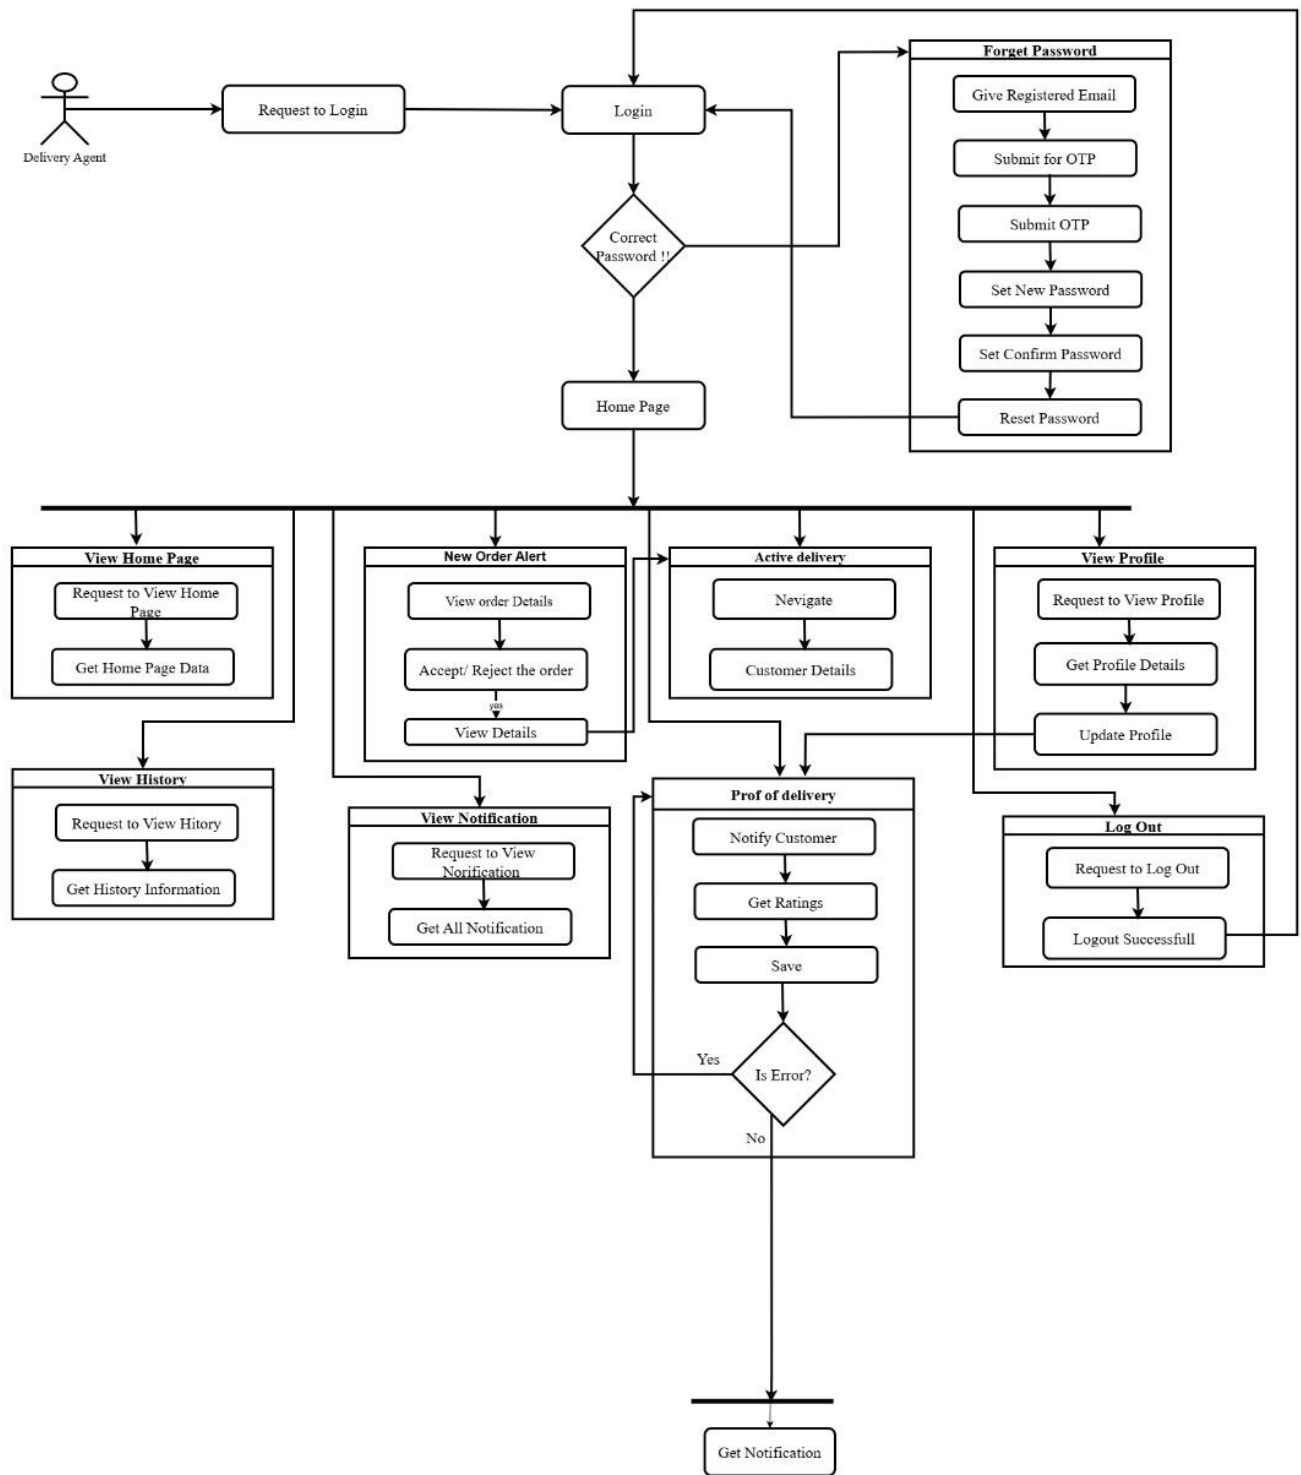 Forget Password
Give Registered Email
Request to Login
Login
Delivery Agent
Submit for OTP
Submit OTP
Correct
Password !!
Set New Password
Set Confirm Password
Home Page
Reset Password
View Home Page
Request to View Home
Page
Get Home Page Data
New Order Alert
View order Details
Accept/ Reject the order
yes
View Details
Active delivery
Nevigate
Customer Details
View Profile
Request to View Profile
Get Profile Details
Update Profile
View History
Request to View Hitory
Get History Information
View Notification
Request to View
Norification
Get All Notification
Prof of delivery
Notify Customer
Get Ratings
Save
Yes
Is Error?
No
Log Out
Request to Log Out
Logout Successfull
Get Notification